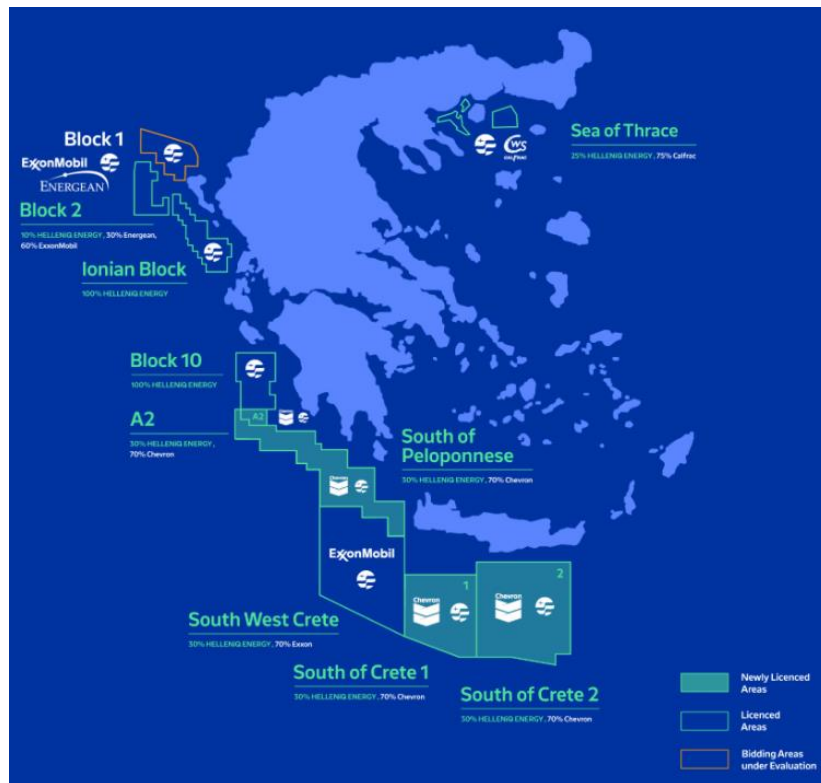 Block 1
ExxonMobil
ENERGEAN
Block 2
10% HELLENiQ ENERGY, 30% Energean,
60% ExxonMobil
Ionian Block
100% HELLENiQ ENERGY
Sea of Thrace
25% HELLENiQ ENERGY, 75% Calfrac
CWS
CALFRAC
Block 10
100% HELLENiQ ENERGY
A2
30% HELLENiQ ENERGY,
70% Chevron
A2
South of
Peloponnese
30% HELLENiQ ENERGY, 70% Chevron
Chevron
ExxonMobil
South West Crete
30% HELLENiQ ENERGY, 70% Exxon
1
Chevron
South of Crete 1
30% HELLENiQ ENERGY, 70% Chevron
2
Chevron
South of Crete 2
30% HELLENiQ ENERGY, 70% Chevron
Newly Licenced
Areas
Licenced
Areas
Bidding Areas
under Evaluation